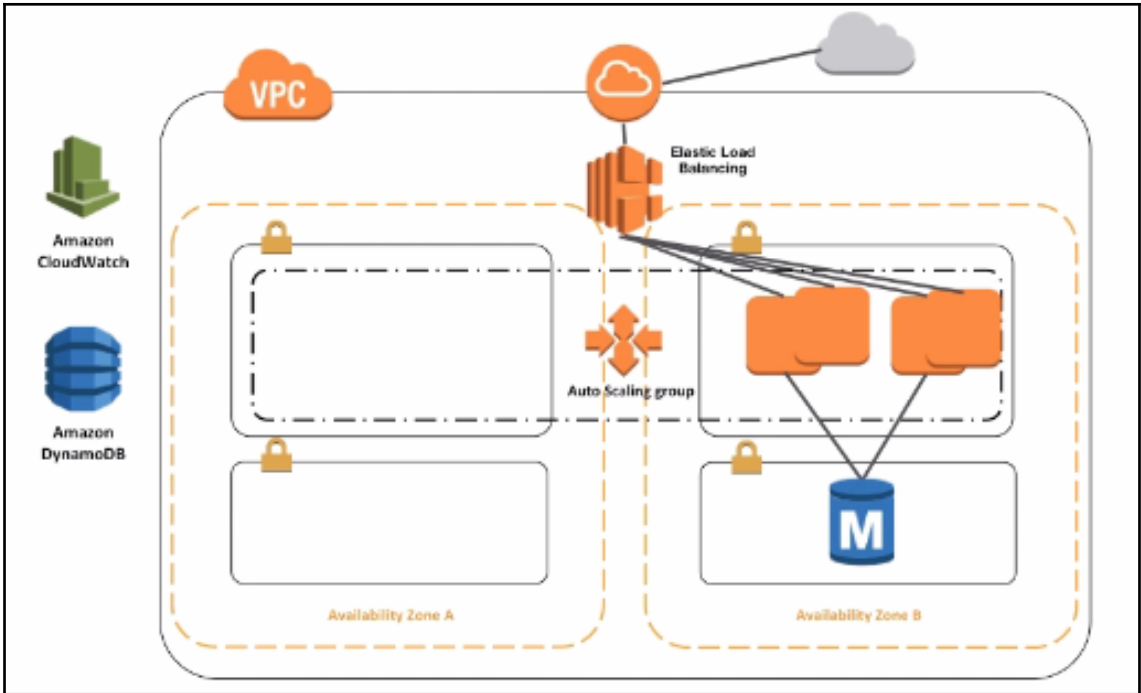 VPC
Elastic Load
Balancing
Amazon
CloudWatch
Auto Scaling group
Amazon
DynamoDB
M
Availability Zone A
Availability Zone B